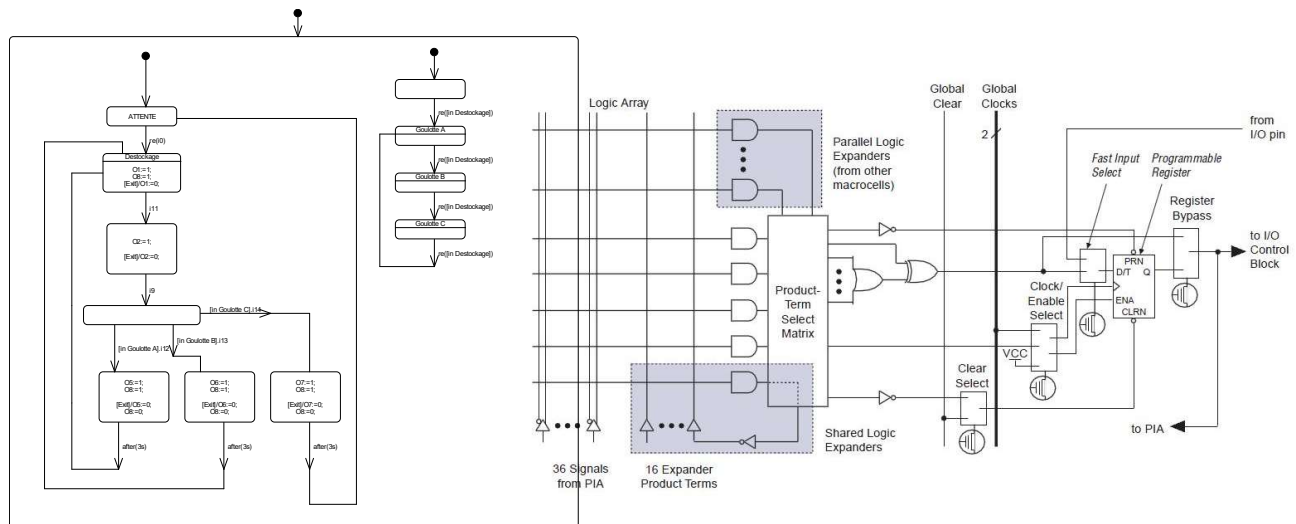 ATTENTE
re(i0)
Destockage
O1:=1;
O8:=1;
[Exit]/O1:=0;
i11
O2:=1;
[Exit]/O2:=0;
i9
[in Goulotte C].i14
[in Goulotte B].i13
[in Goulotte A].i12
O5:=1;
O8:=1;
[Exit]/O5:=0;
O8:=0;
O6:=1;
O8:=1;
[Exit]/O6:=0;
O8:=0;
O7:=1;
O8:=1;
[Exit]/O7:=0;
O8:=0;
after(3s)
after(3s)
after(3s)
re([in Destockage])
Goulotte A
re([in Destockage])
Goulotte B
re([in Destockage])
Goulotte C
re([in Destockage])
Logic Array
Parallel Logic
Expanders
(from other
macrocells)
Global
Clear
Global
Clocks
2
from
I/O pin
Fast Input
Select
Programmable
Register
Register
Bypass
to I/O
Control
Block
PRN
D/T Q
ENA
CLRN
Clock/
Enable
Select
VCC
Product-
Term
Select
Matrix
Clear
Select
Shared Logic
Expanders
to PIA
36 Signals
from PIA
16 Expander
Product Terms